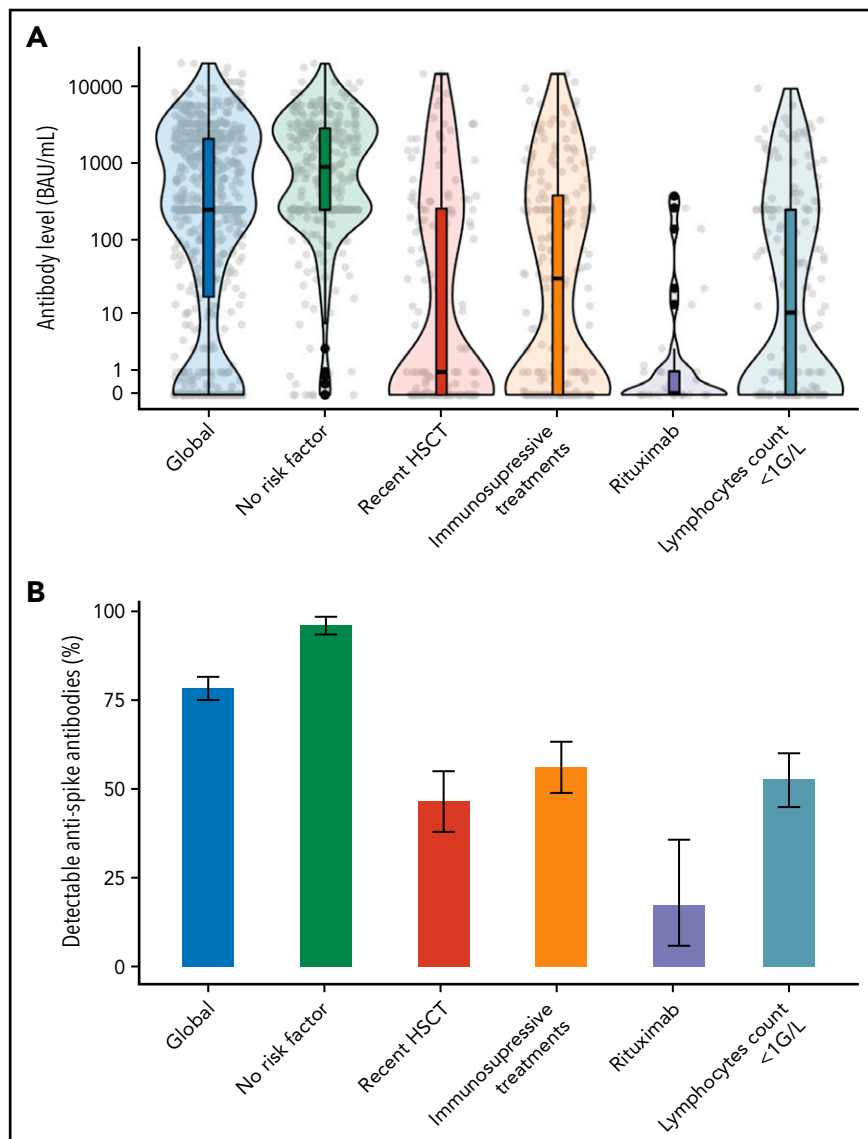 A
Antibody level (BAU/mL)
10000
1000
100
10
1
0
Global
No risk factor
Recent HSCT
Immunosupressive
treatments
Rituximab
Lymphocytes count
<1G/L
B
Detectable anti-spike antibodies (%)
100
75
50
25
0
Global
No risk factor
Recent HSCT
Immunosupressive
treatments
Rituximab
Lymphocytes count
<1G/L